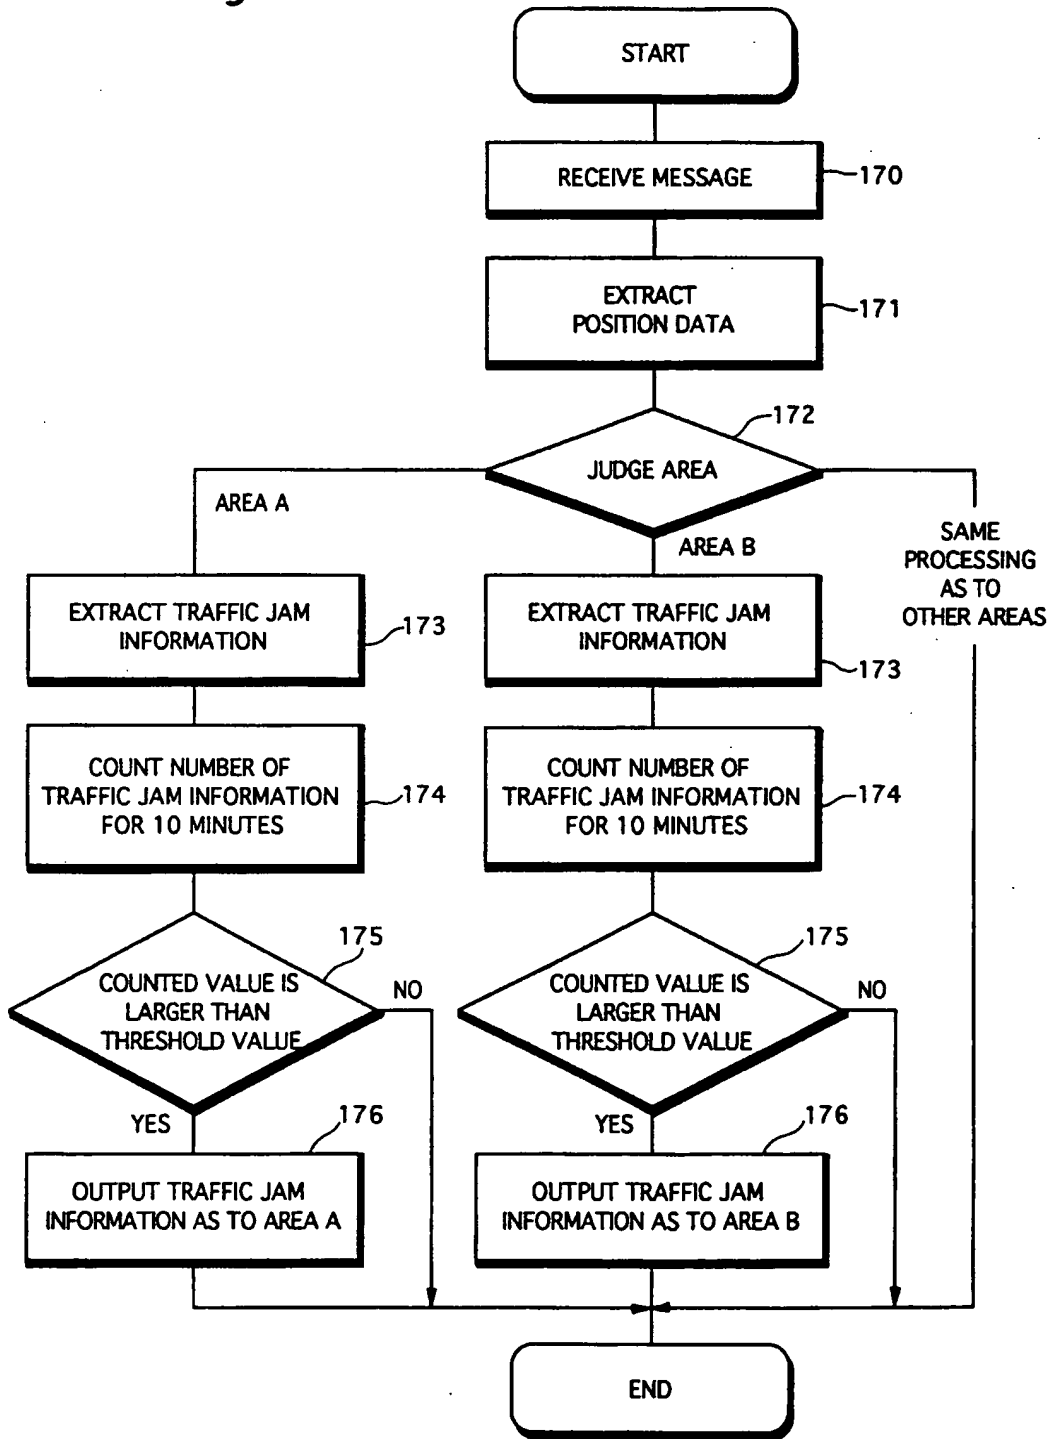 START
RECEIVE MESSAGE
170
EXTRACT
POSITION DATA
171
172
JUDGE AREA
AREA A
AREA B
SAME
PROCESSING
AS TO
OTHER AREAS
EXTRACT TRAFFIC JAM
INFORMATION
173
EXTRACT TRAFFIC JAM
INFORMATION
173
COUNT NUMBER OF
TRAFFIC JAM INFORMATION
FOR 10 MINUTES
174
COUNT NUMBER OF
TRAFFIC JAM INFORMATION
FOR 10 MINUTES
174
175
COUNTED VALUE IS
LARGER THAN
THRESHOLD VALUE
NO
175
COUNTED VALUE IS
LARGER THAN
THRESHOLD VALUE
NO
YES
176
YES
176
OUTPUT TRAFFIC JAM
INFORMATION AS TO AREA A
OUTPUT TRAFFIC JAM
INFORMATION AS TO AREA B
END